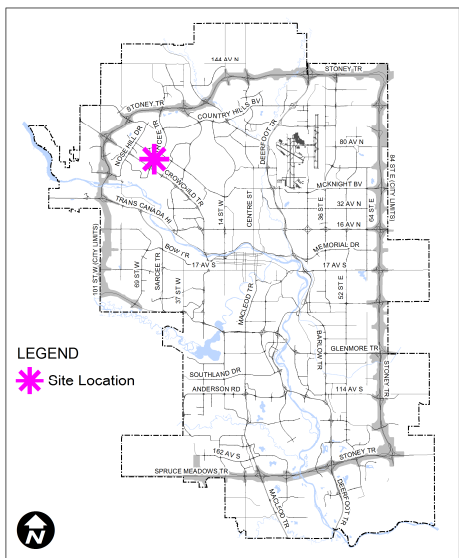 144 AV N
STONEY TR
STONEY TR
COUNTRY HILLS BV
NOSE HILL DR
SARCEE TR
DEERFOOT TR
80 AV N
CROWCHILD TR
MCKNIGHT BV
84 ST E (CITY LIMITS)
TRANS CANADA HI
14 ST W
CENTRE ST
36 ST E
32 AV N
64 ST E
16 AV N
101 ST W (CITY LIMITS)
BOW TR
MEMORIAL DR
17 AV S
17 AV S
69 ST W
SARCEE TR
37 ST W
52 ST E
MACLEOD TR
BARLOW TR
GLENMORE TR
LEGEND
Site Location
SOUTHLAND DR
ANDERSON RD
114 AV S
STONEY TR
162 AV S
STONEY TR
SPRUCE MEADOWS TR
MACLEOD TR
DEERFOOT TR
N